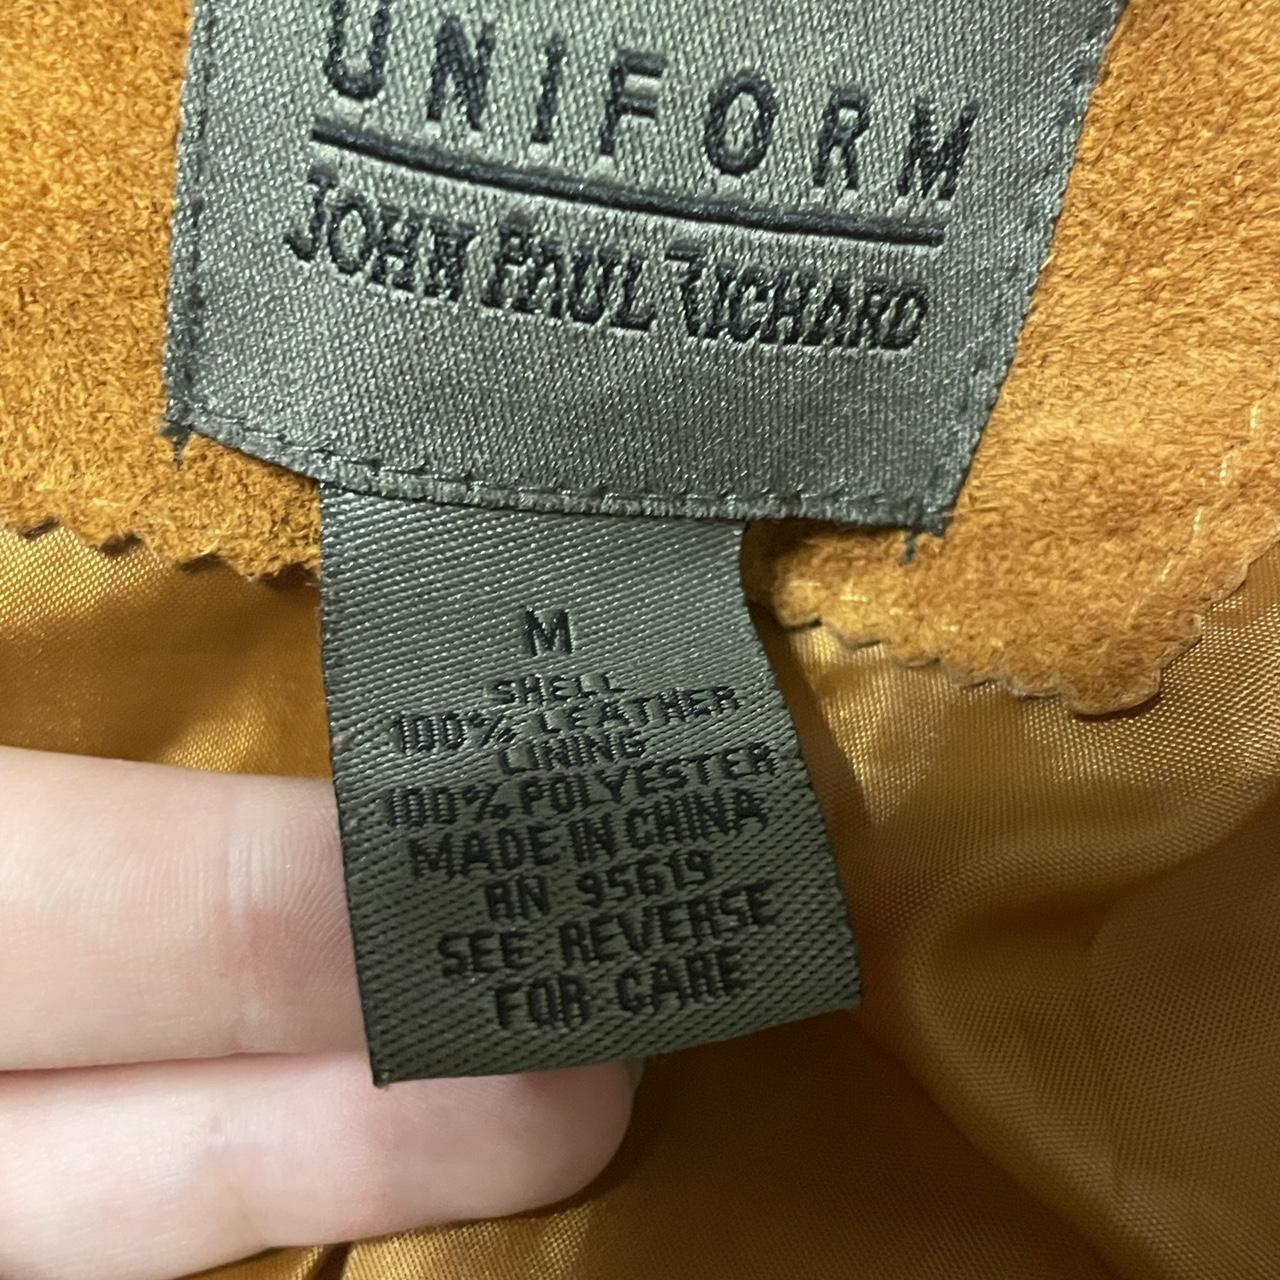 UNIFORM
JOHN PAUL RICHARD
M
SHELL
100% LEATHER
LINING
100% POLYESTER
MADE IN CHINA
RN 95619
SEE REVERSE
FOR CARE